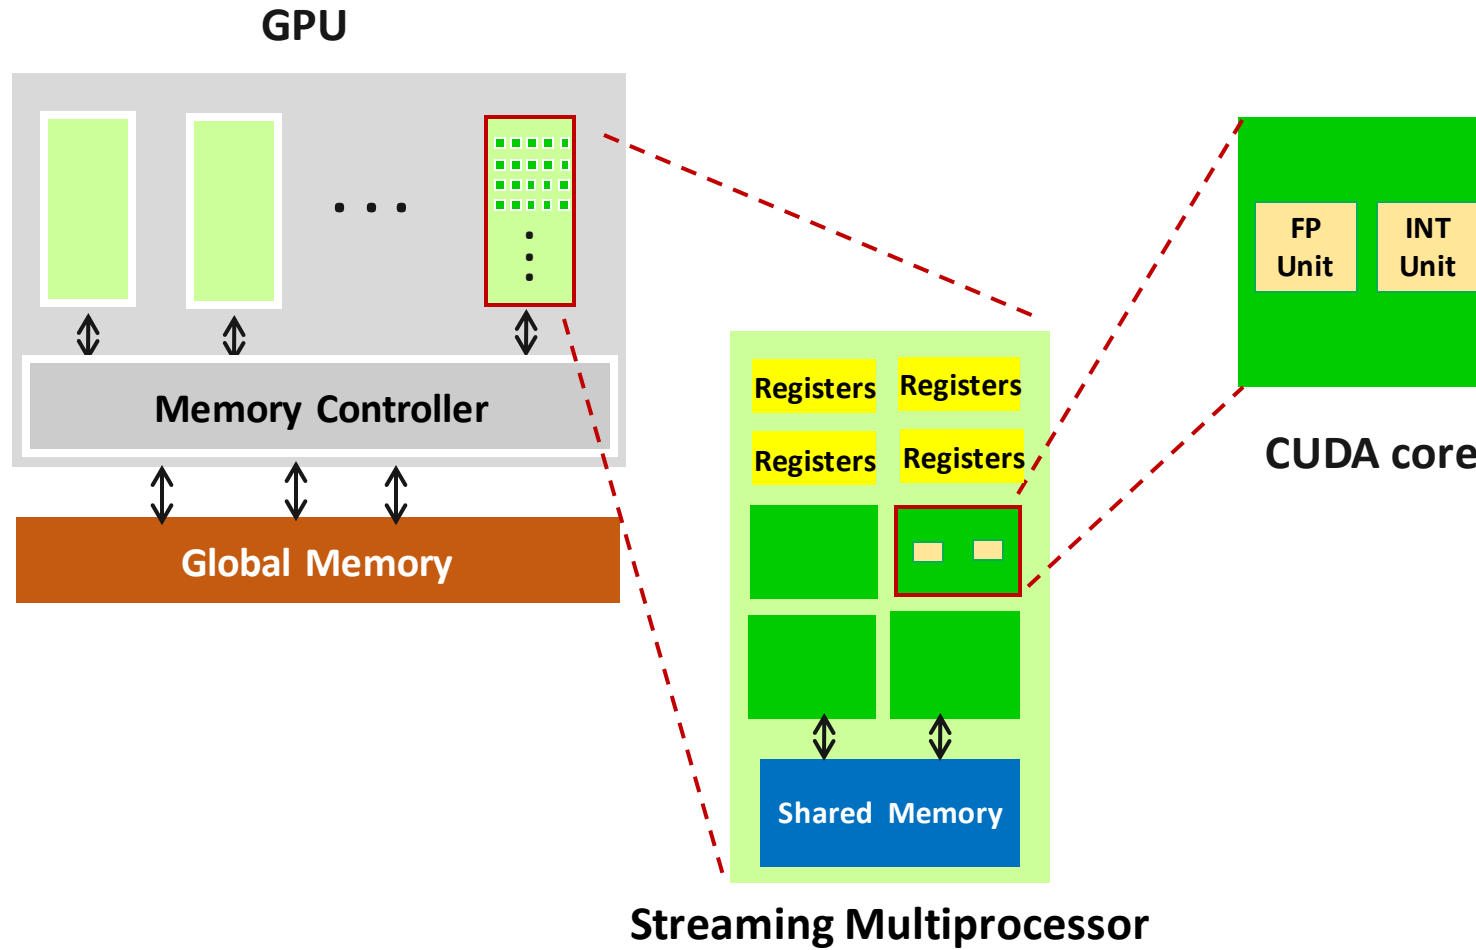 GPU
Memory Controller
Global Memory
Registers
Registers
Registers
Registers
Shared Memory
Streaming Multiprocessor
FP
Unit
INT
Unit
CUDA core